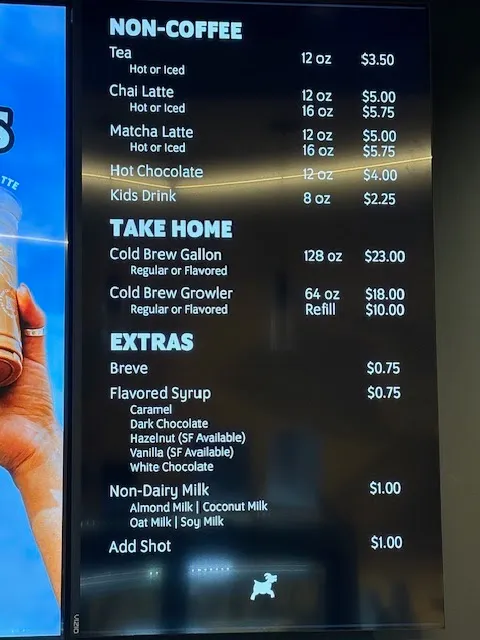 S
TTE
NON-COFFEE
Tea 12 oz $3.50
Hot or Iced
Chai Latte 12 oz $5.00
Hot or Iced 16 oz $5.75
Matcha Latte 12 oz $5.00
Hot or Iced 16 oz $5.75
Hot Chocolate 12 oz $4.00
Kids Drink 8 oz $2.25
TAKE HOME
Cold Brew Gallon 128 oz $23.00
Regular or Flavored
Cold Brew Growler 64 oz $18.00
Regular or Flavored Refill $10.00
EXTRAS
Breve $0.75
Flavored Syrup $0.75
Caramel
Dark Chocolate
Hazelnut (SF Available)
Vanilla (SF Available)
White Chocolate
Non-Dairy Milk $1.00
Almond Milk | Coconut Milk
Oat Milk | Soy Milk
Add Shot $1.00
VIZIO